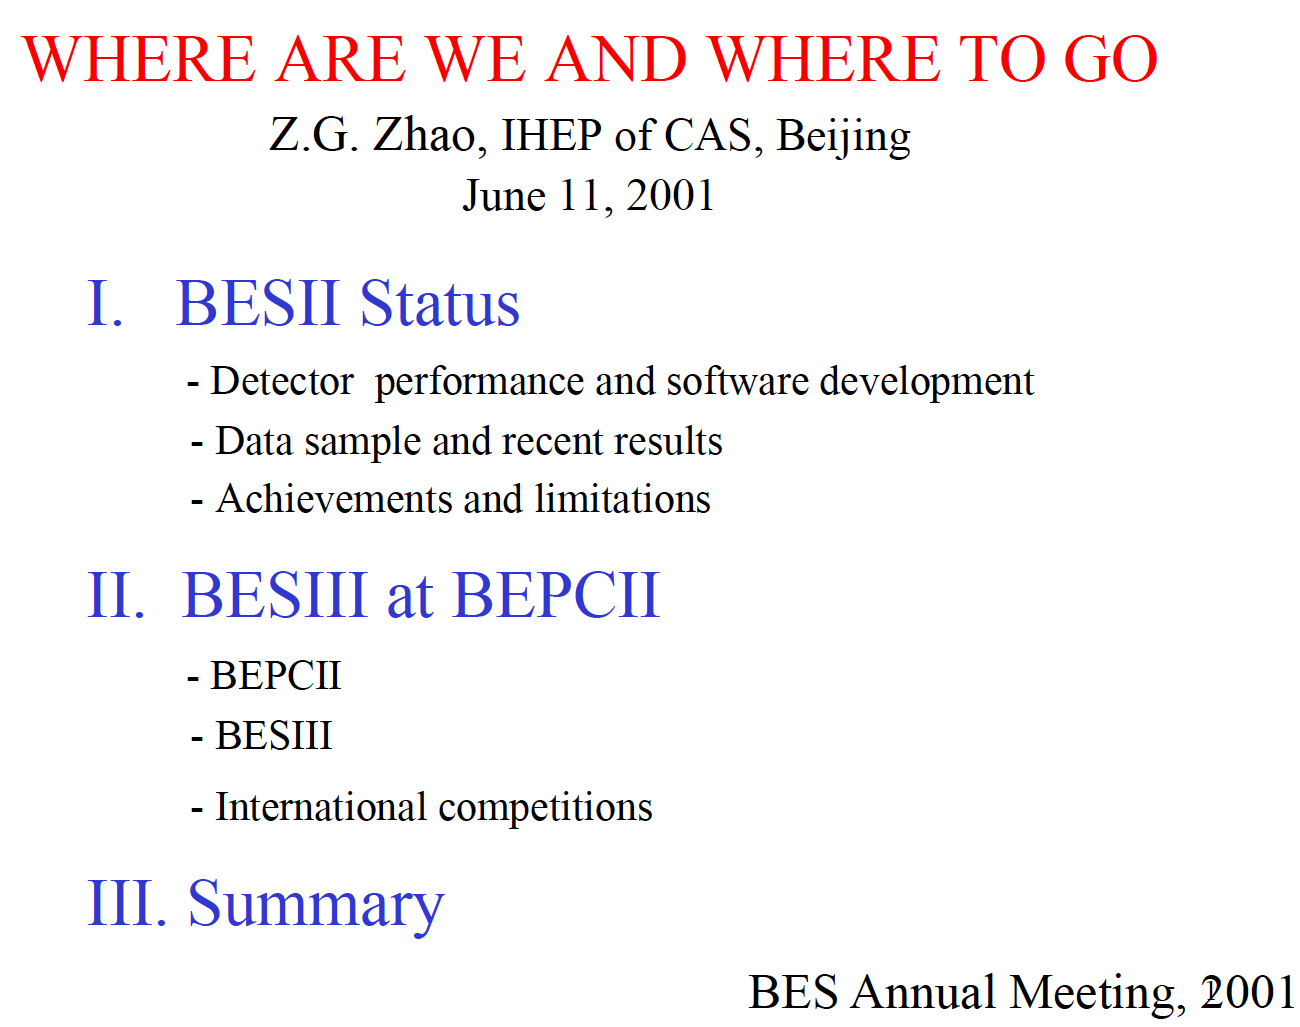 WHERE ARE WE AND WHERE TO GO
Z.G. Zhao, IHEP of CAS, Beijing
June 11, 2001
I. BESII Status
- Detector performance and software development
- Data sample and recent results
- Achievements and limitations
II. BESIII at BEPCII
- BEPCII
- BESIII
- International competitions
III. Summary
BES Annual Meeting, 2001
1